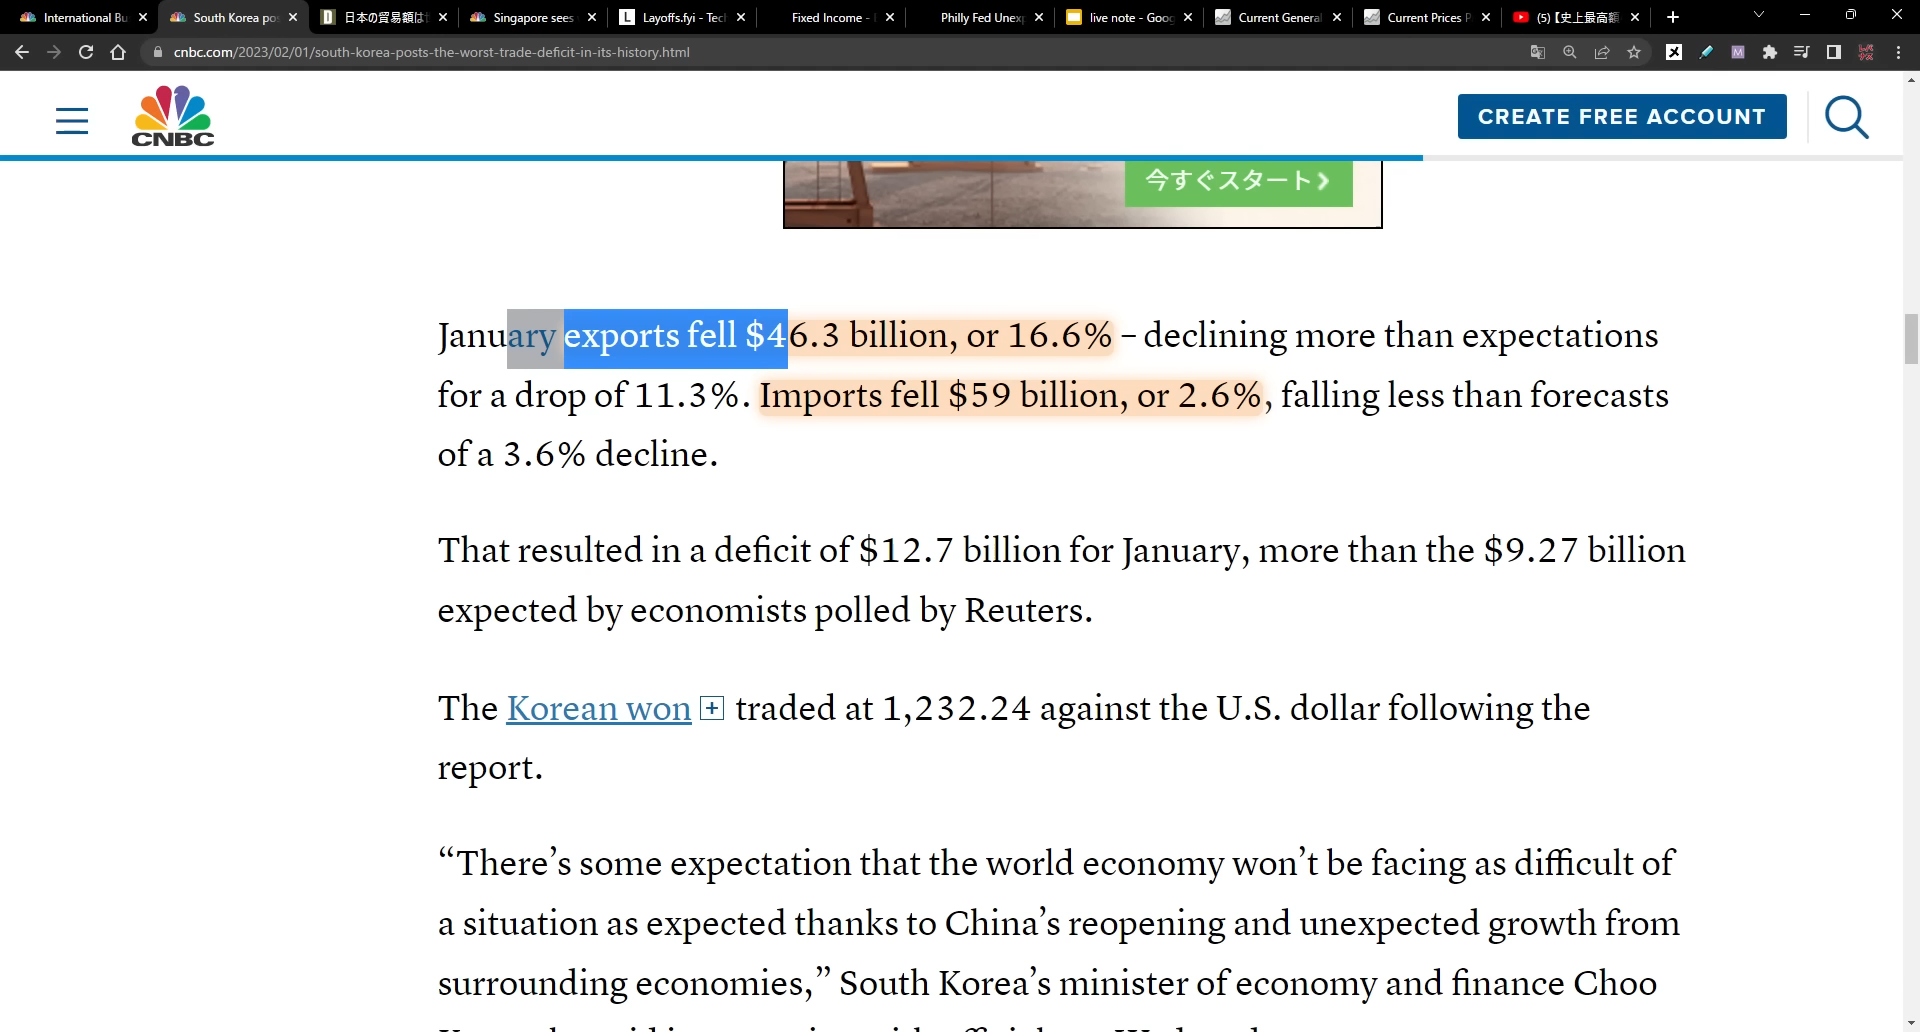 International Bu
South Korea pos
日本の貿易額は
Singapore sees
Layoffs.fyi - Tech
Fixed Income -
Philly Fed Unexp
live note - Goog
Current General
Current Prices P
(5)【史上最高額
cnbc.com/2023/02/01/south-korea-posts-the-worst-trade-deficit-in-its-history.html
CNBC
CREATE FREE ACCOUNT
今すぐスタート
January exports fell $46.3 billion, or 16.6% – declining more than expectations
for a drop of 11.3%. Imports fell $59 billion, or 2.6%, falling less than forecasts
of a 3.6% decline.
That resulted in a deficit of $12.7 billion for January, more than the $9.27 billion
expected by economists polled by Reuters.
The Korean won + traded at 1,232.24 against the U.S. dollar following the
report.
“There’s some expectation that the world economy won’t be facing as difficult of
a situation as expected thanks to China’s reopening and unexpected growth from
surrounding economies,” South Korea’s minister of economy and finance Choo